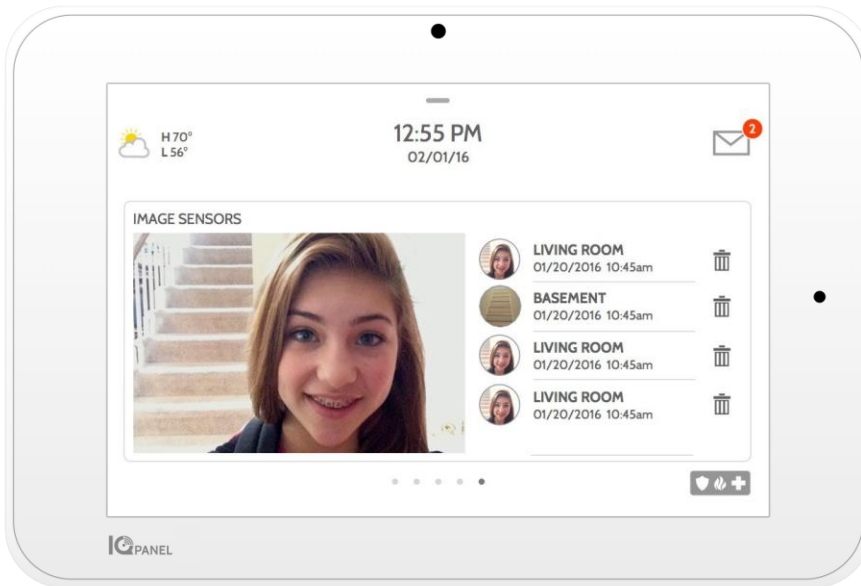 H 70°
L 56°
12:55 PM
02/01/16
2
IMAGE SENSORS
LIVING ROOM
01/20/2016 10:45am
BASEMENT
01/20/2016 10:45am
LIVING ROOM
01/20/2016 10:45am
LIVING ROOM
01/20/2016 10:45am
IQ PANEL